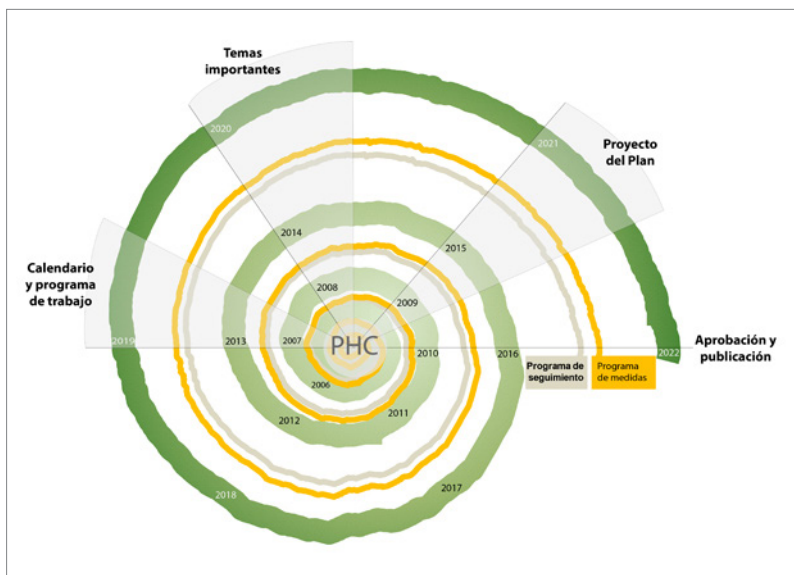 Temas
importantes
2020
2021
Proyecto
del Plan
2014
2015
Calendario
y programa
de trabajo
2008
2009
2019
2013
2007
PHC
2010
2016
Aprobación y
publicación
2022
Programa de
seguimiento
Programa
de medidas
2006
2011
2012
2018
2017